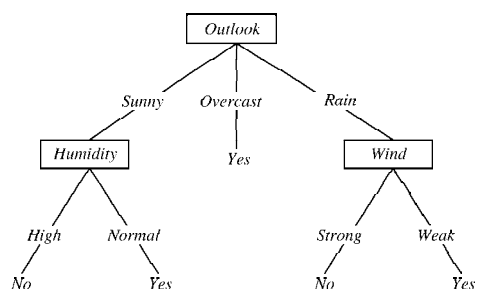 Outlook
Sunny Overcast Rain
Humidity Yes Wind
High Normal Strong Weak
No Yes No Yes